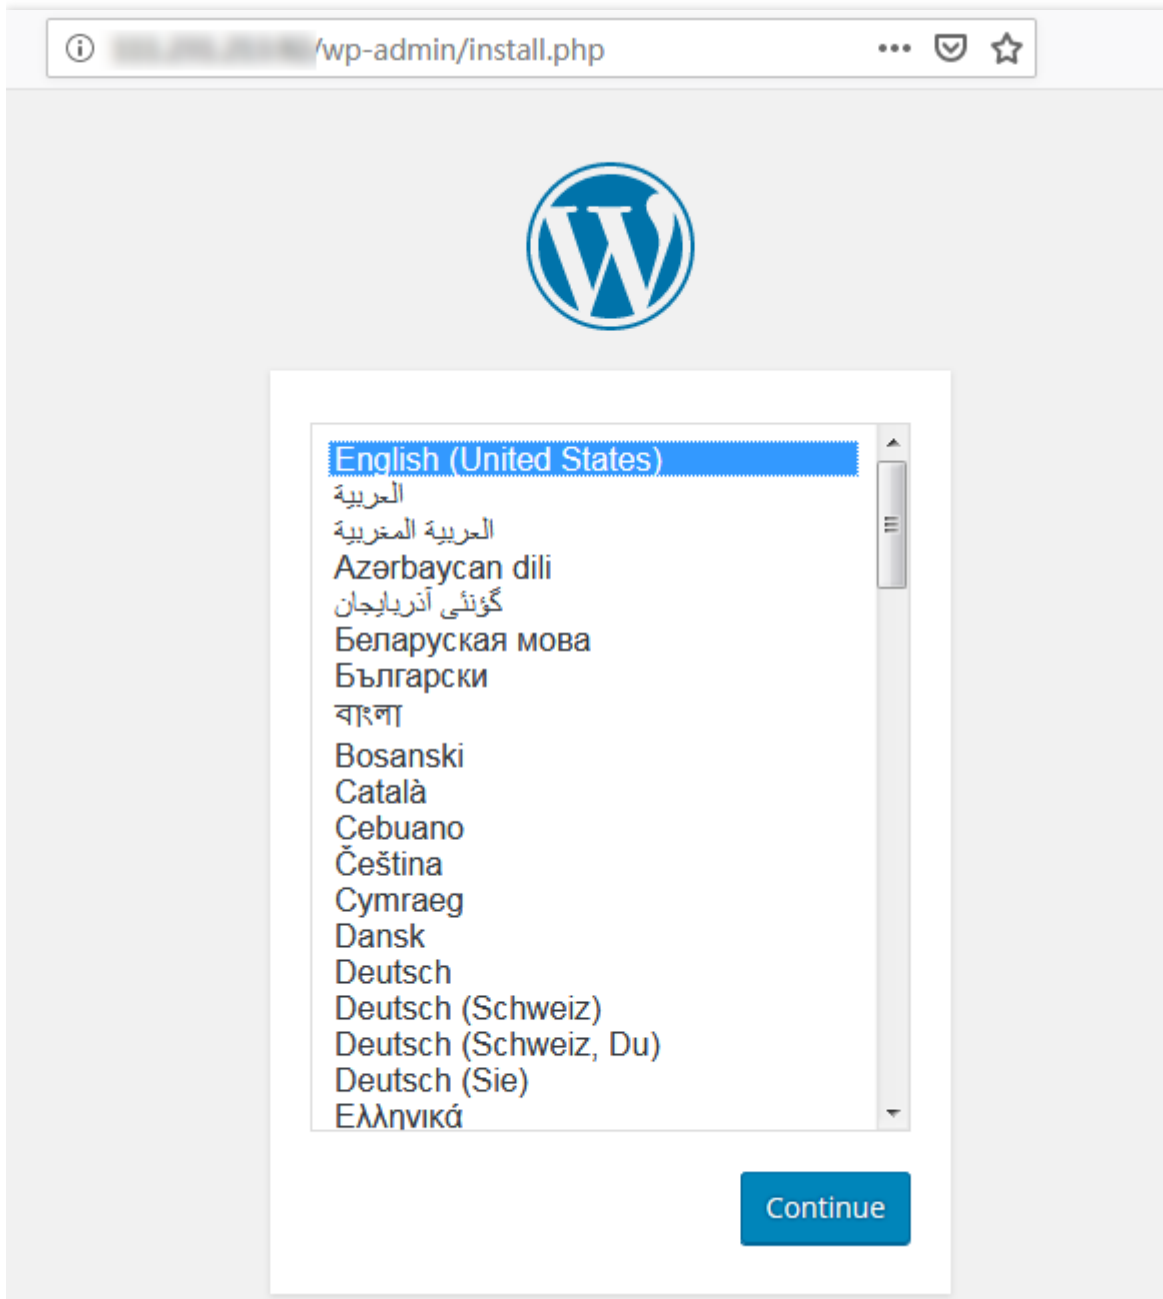 /wp-admin/install.php
English (United States)
العربية
العربية المغربية
Azərbaycan dili
گؤنئی آذربایجان
Беларуская мова
Български
বাংলা
Bosanski
Català
Cebuano
Čeština
Cymraeg
Dansk
Deutsch
Deutsch (Schweiz)
Deutsch (Schweiz, Du)
Deutsch (Sie)
Ελληνικά
Continue